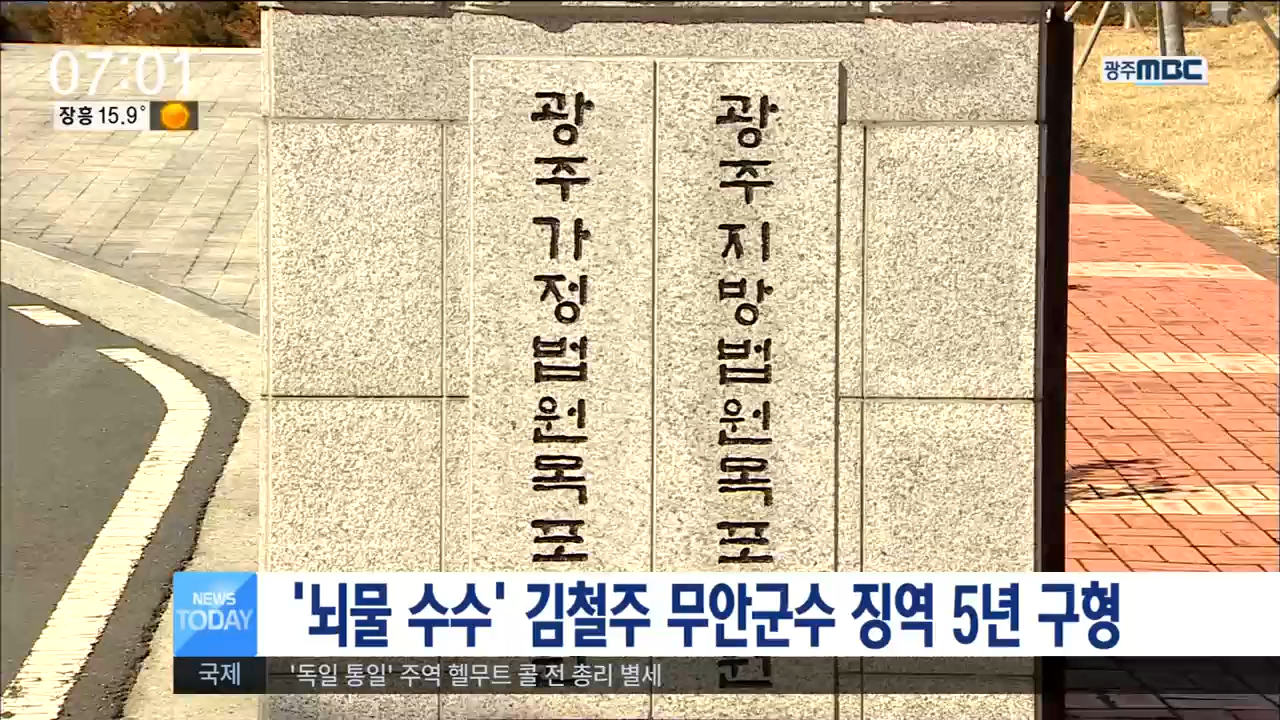 07:01
장흥 15.9°
광주MBC
광주가정법원목포
광주지방법원목포
원
NEWS
TODAY
'뇌물 수수' 김철주 무안군수 징역 5년 구형
국제
'독일 통일' 주역 헬무트 콜 전 총리 별세